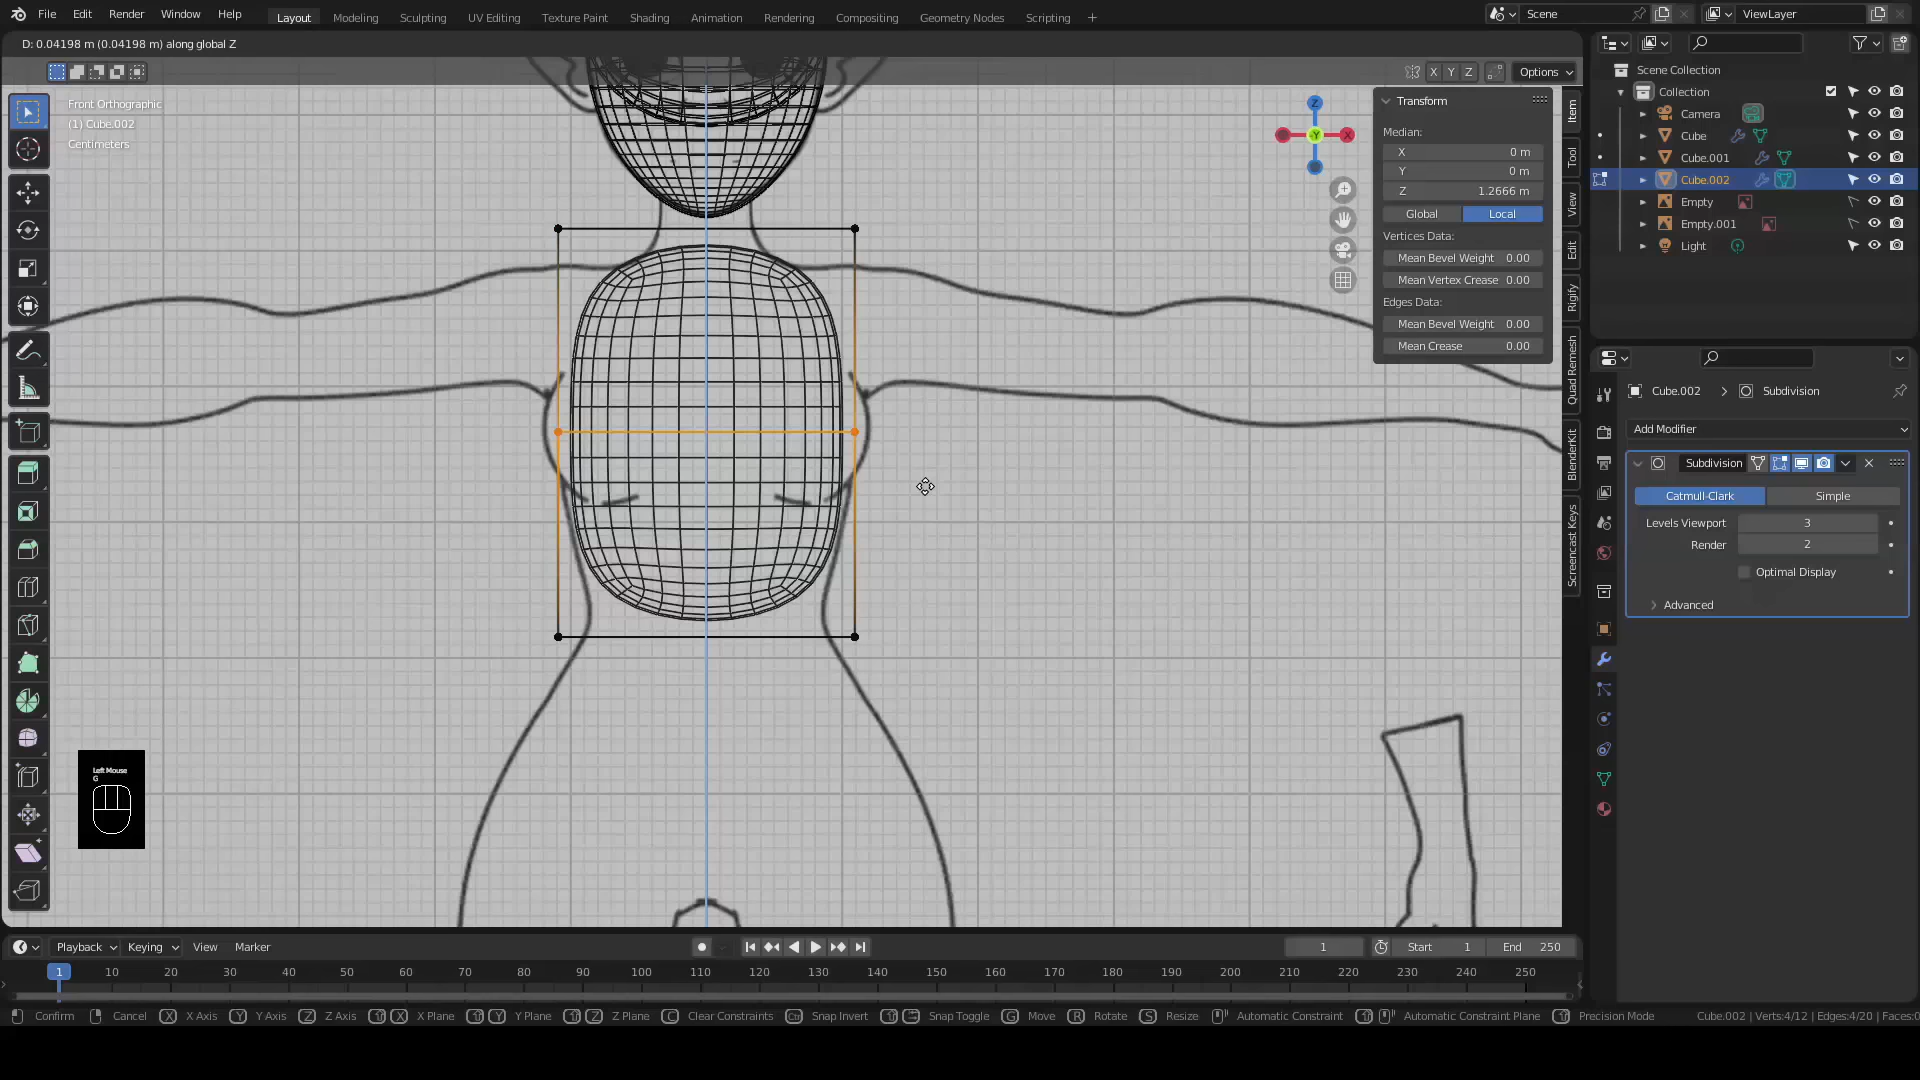 File Edit Render Window Help Layout Modeling Sculpting UV Editing Texture Paint Shading Animation Rendering Compositing Geometry Nodes Scripting + Scene ViewLayer
D: 0.04198 m (0.04198 m) along global Z
X Y Z Options
Front Orthographic
(1) Cube.002
Centimeters
Z
X
Y
Transform
Median:
X 0 m
Y 0 m
Z 1.2666 m
Global Local
Vertices Data:
Mean Bevel Weight 0.00
Mean Vertex Crease 0.00
Edges Data:
Mean Bevel Weight 0.00
Mean Crease 0.00
Item
Tool
View
Edit
Rigify
Quad Remesh
BlenderKit
Screencast Keys
Scene Collection
Collection
Camera
Cube
Cube.001
Cube.002
Empty
Empty.001
Light
Cube.002 > Subdivision
Add Modifier
Subdivision
Catmull-Clark Simple
Levels Viewport 3
Render 2
Optimal Display
Advanced
Left Mouse
G
Playback Keying View Marker 1 Start 1 End 250
1 10 20 30 40 50 60 70 80 90 100 110 120 130 140 150 160 170 180 190 200 210 220 230 240 250
Confirm Cancel X X Axis Y Y Axis Z Z Axis X X Plane Y Y Plane Z Z Plane C Clear Constraints Ctrl Snap Invert Snap Toggle G Move R Rotate S Resize Automatic Constraint Automatic Constraint Plane Precision Mode Cube.002 | Verts:4/12 | Edges:4/20 | Faces:0